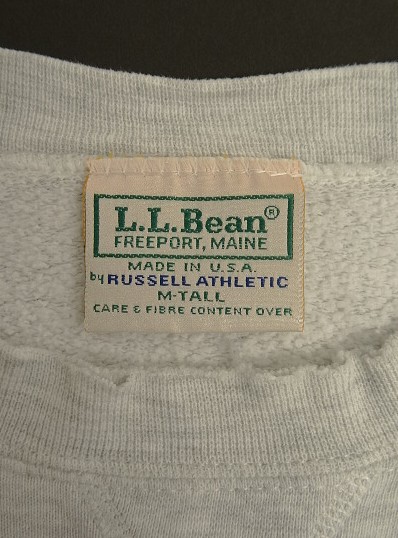 L.L.Bean®
FREEPORT, MAINE
MADE IN U.S.A.
by RUSSELL ATHLETIC
M-TALL
CARE & FIBRE CONTENT OVER